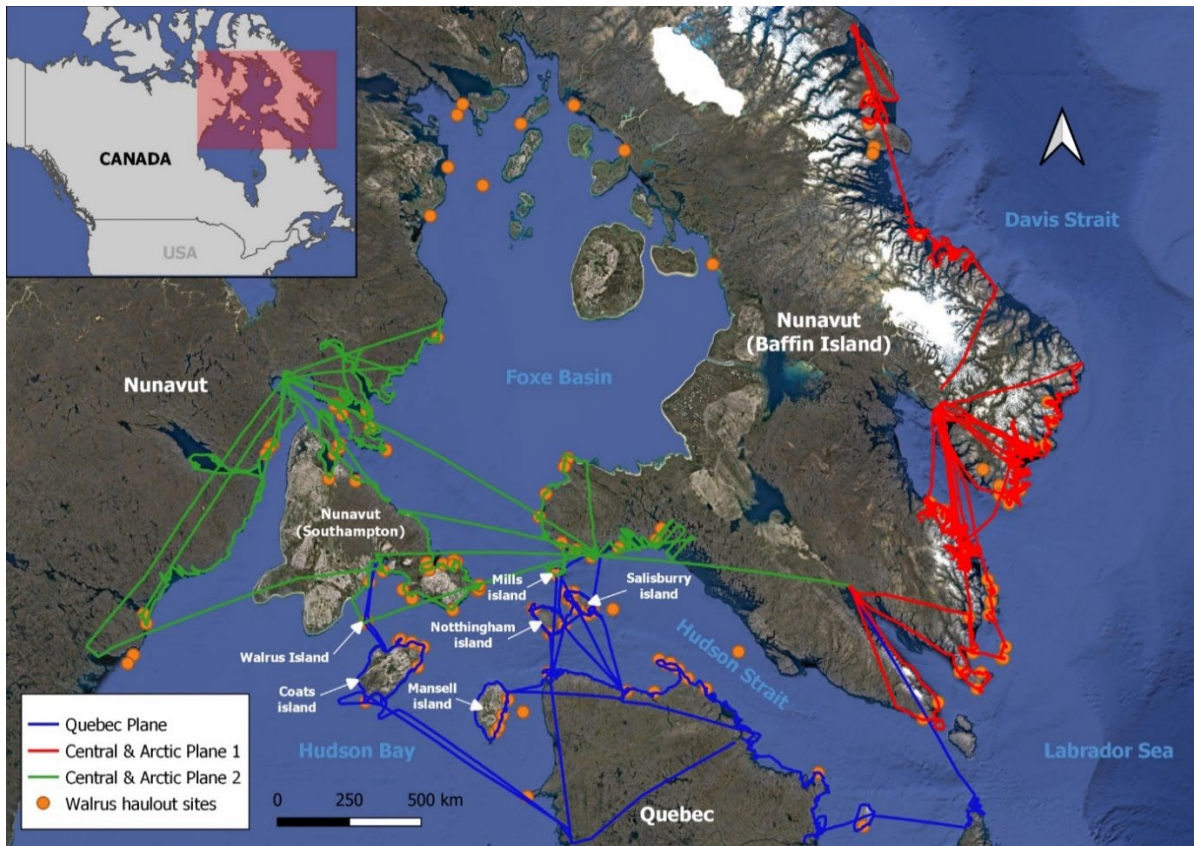 CANADA
USA
Davis Strait
Nunavut
(Baffin Island)
Foxe Basin
Nunavut
Nunavut
(Southampton)
Mills
island
Salisburry
island
Notthingham
island
Walrus Island
Hudson Strait
Coats
island
Mansell
island
Hudson Bay
Labrador Sea
Quebec
Quebec Plane
Central & Arctic Plane 1
Central & Arctic Plane 2
Walrus haulout sites
0 250 500 km